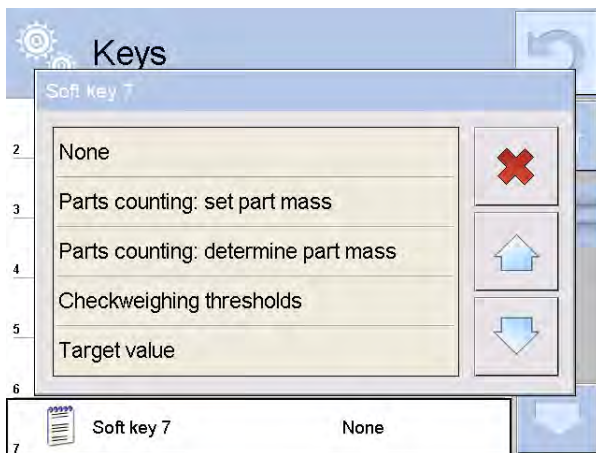 Keys
Soft key 7
2
None
3
Parts counting: set part mass
4
Parts counting: determine part mass
Checkweighing thresholds
5
Target value
6
Soft key 7 None
7